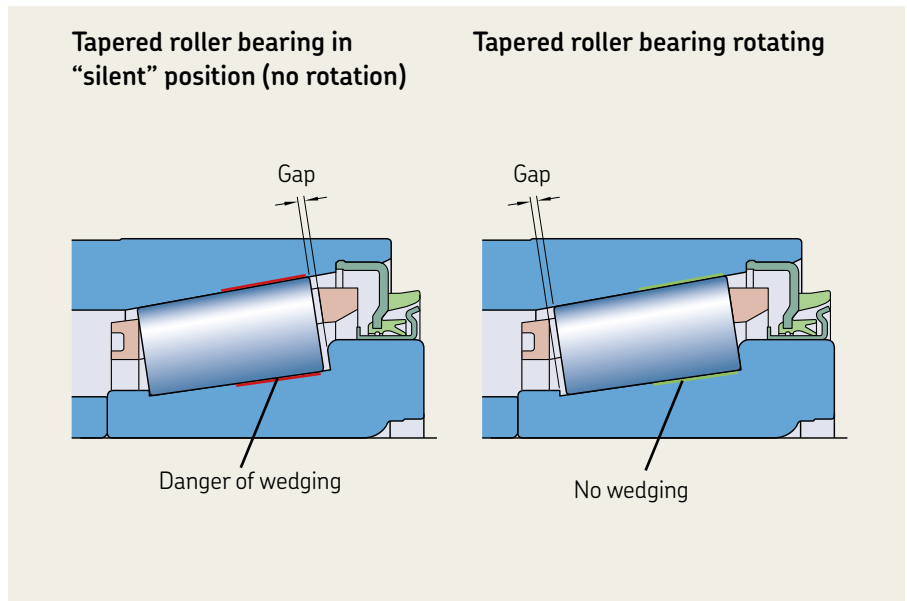 Tapered roller bearing in
“silent” position (no rotation)
Gap
Danger of wedging
Tapered roller bearing rotating
Gap
No wedging